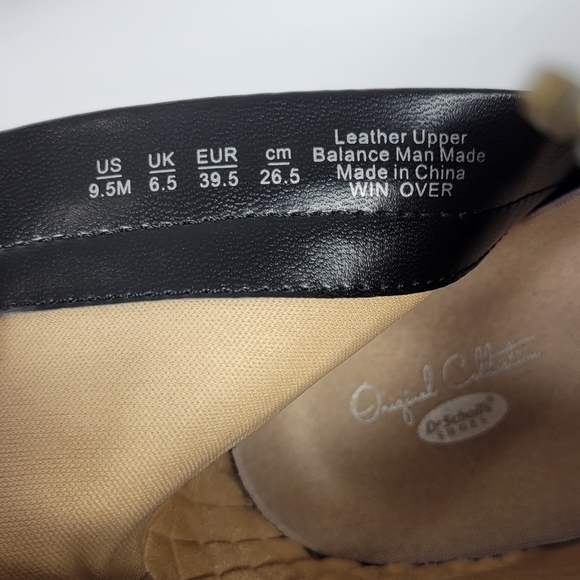 US UK EUR cm
9.5M 6.5 39.5 26.5
Leather Upper
Balance Man Made
Made in China
WIN OVER
Original Collection
Dr. Scholl's®
SHOES